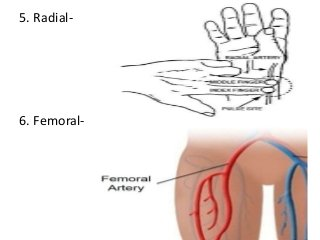 5. Radial-
RADIAL ARTERY
MIDDLE FINGER
INDEX FINGER
PULSE SITE
6. Femoral-
Femoral
Artery